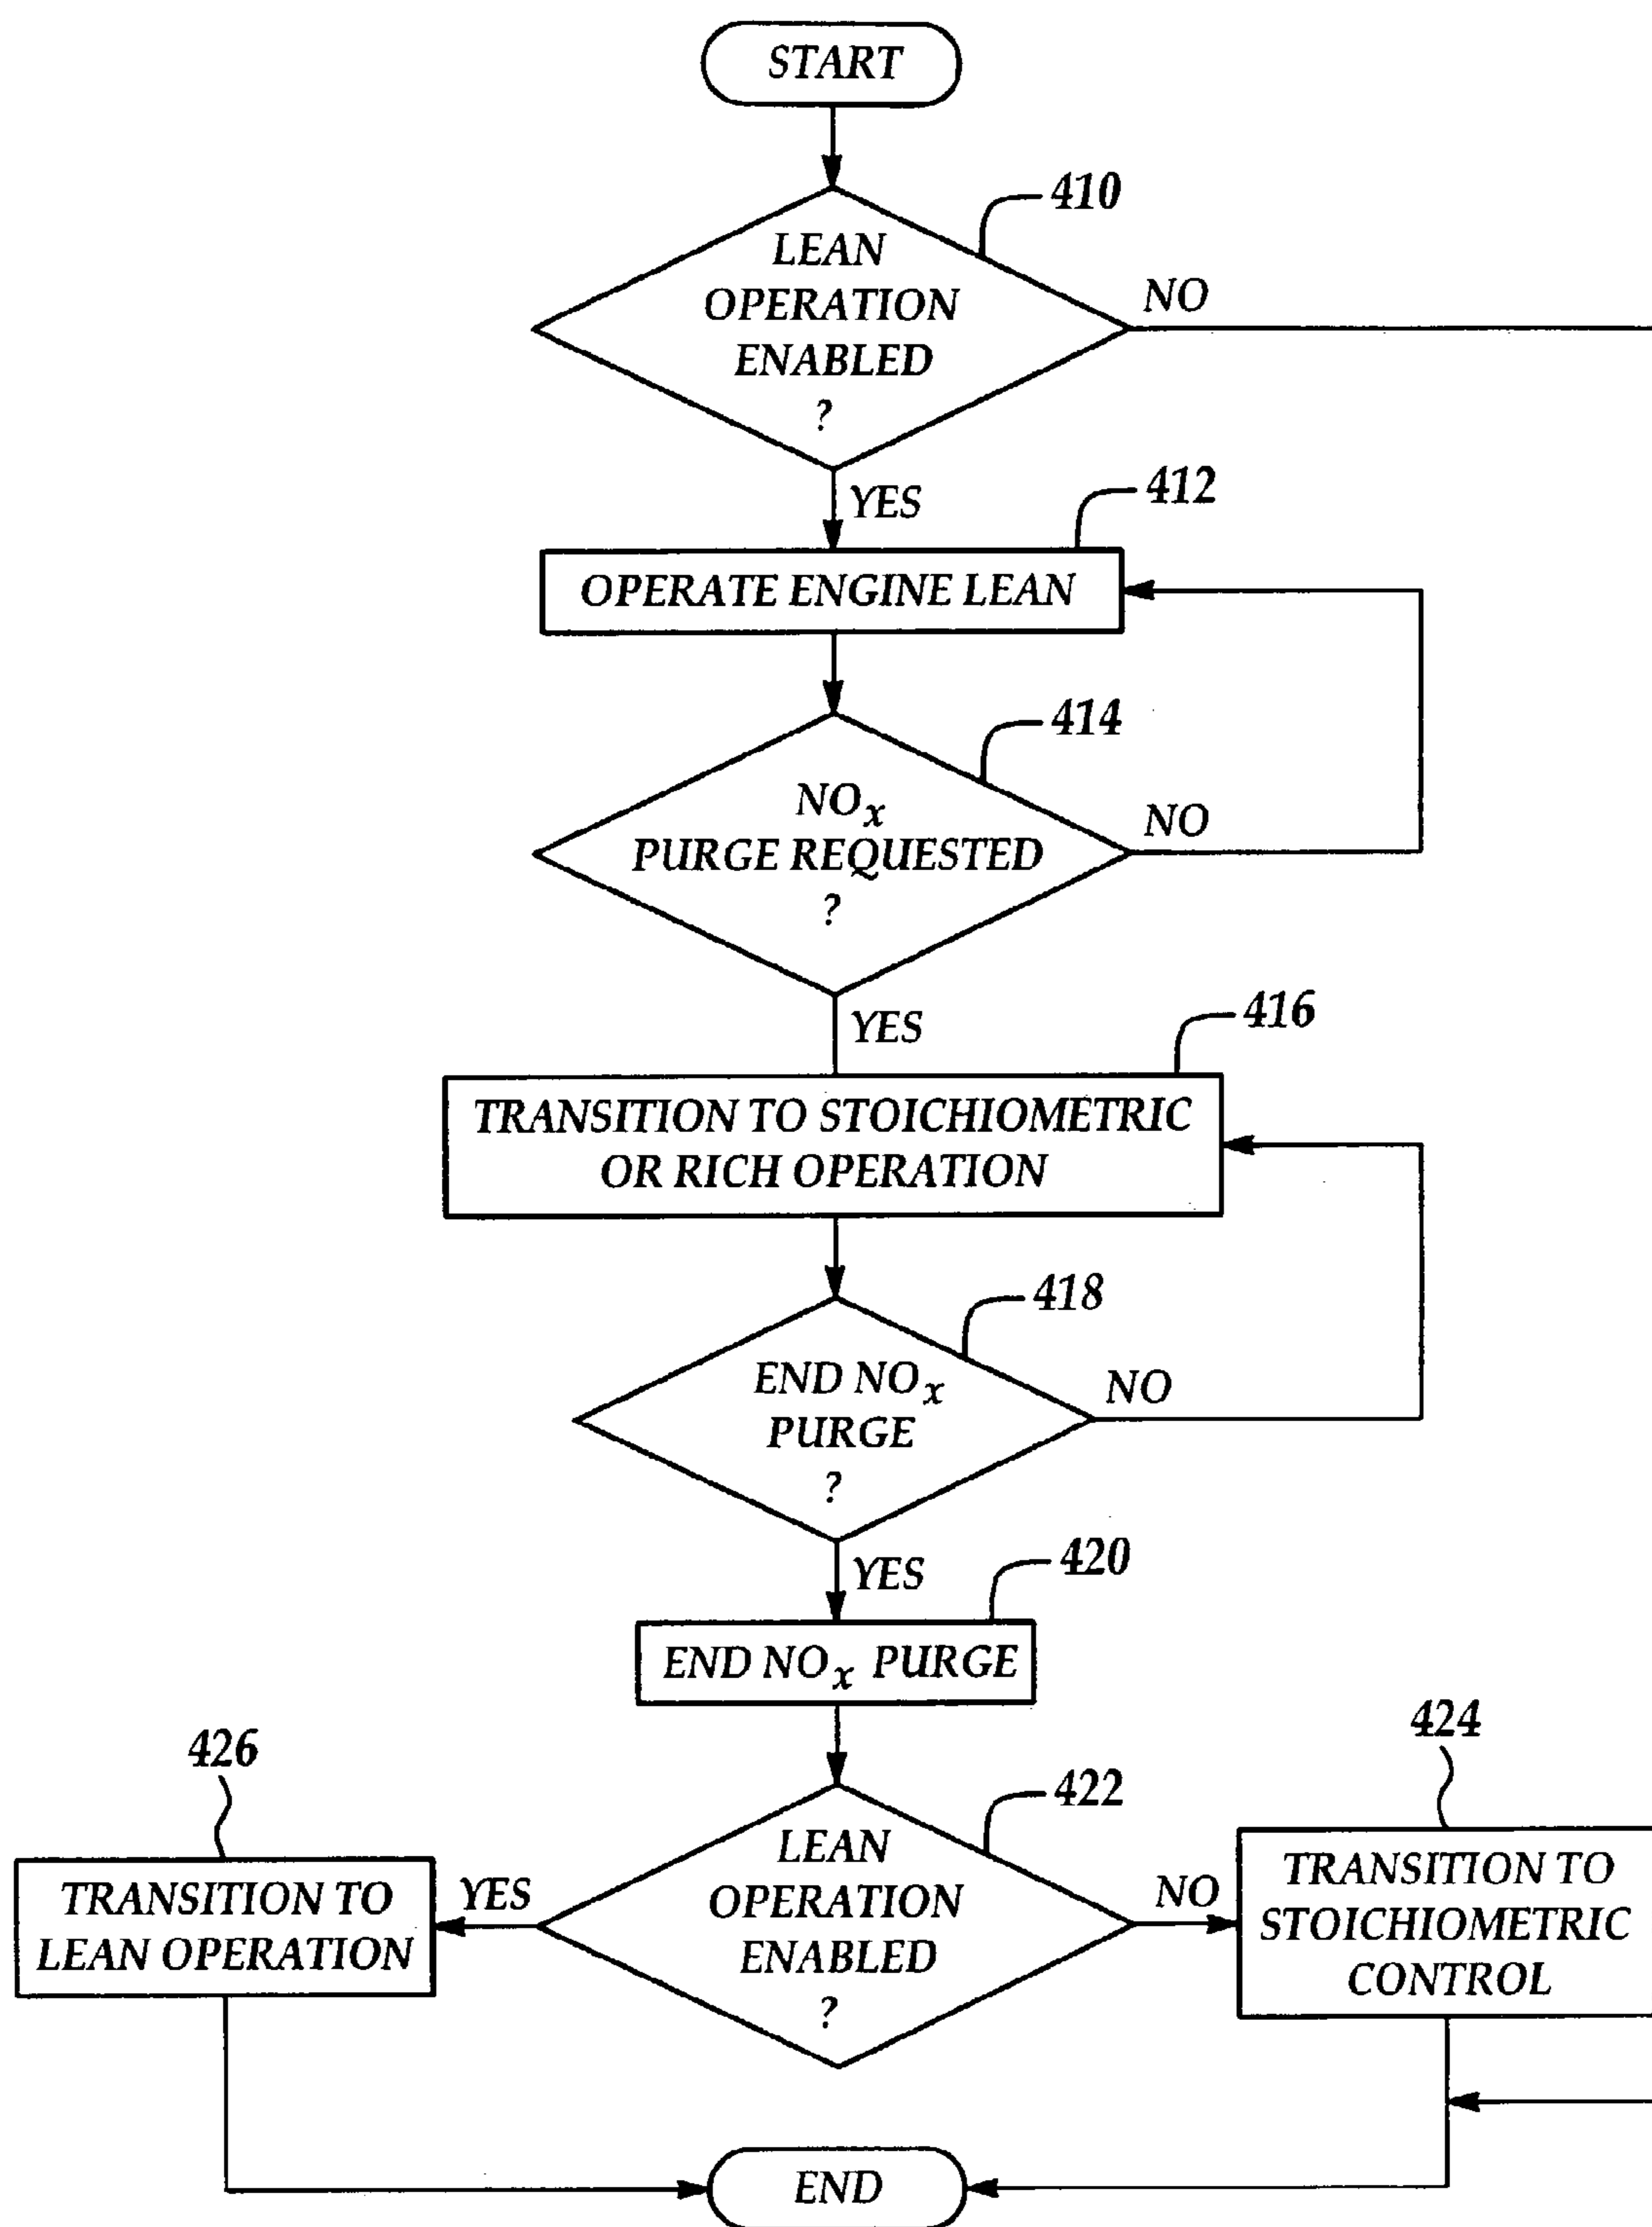 START
410
LEAN
OPERATION
ENABLED
?
NO
YES
412
OPERATE ENGINE LEAN
414
NOx
PURGE REQUESTED
?
NO
YES
416
TRANSITION TO STOICHIOMETRIC
OR RICH OPERATION
418
END NOx
PURGE
?
NO
YES
420
END NOx PURGE
426
424
422
LEAN
OPERATION
ENABLED
?
YES
NO
TRANSITION TO
LEAN OPERATION
TRANSITION TO
STOICHIOMETRIC
CONTROL
END